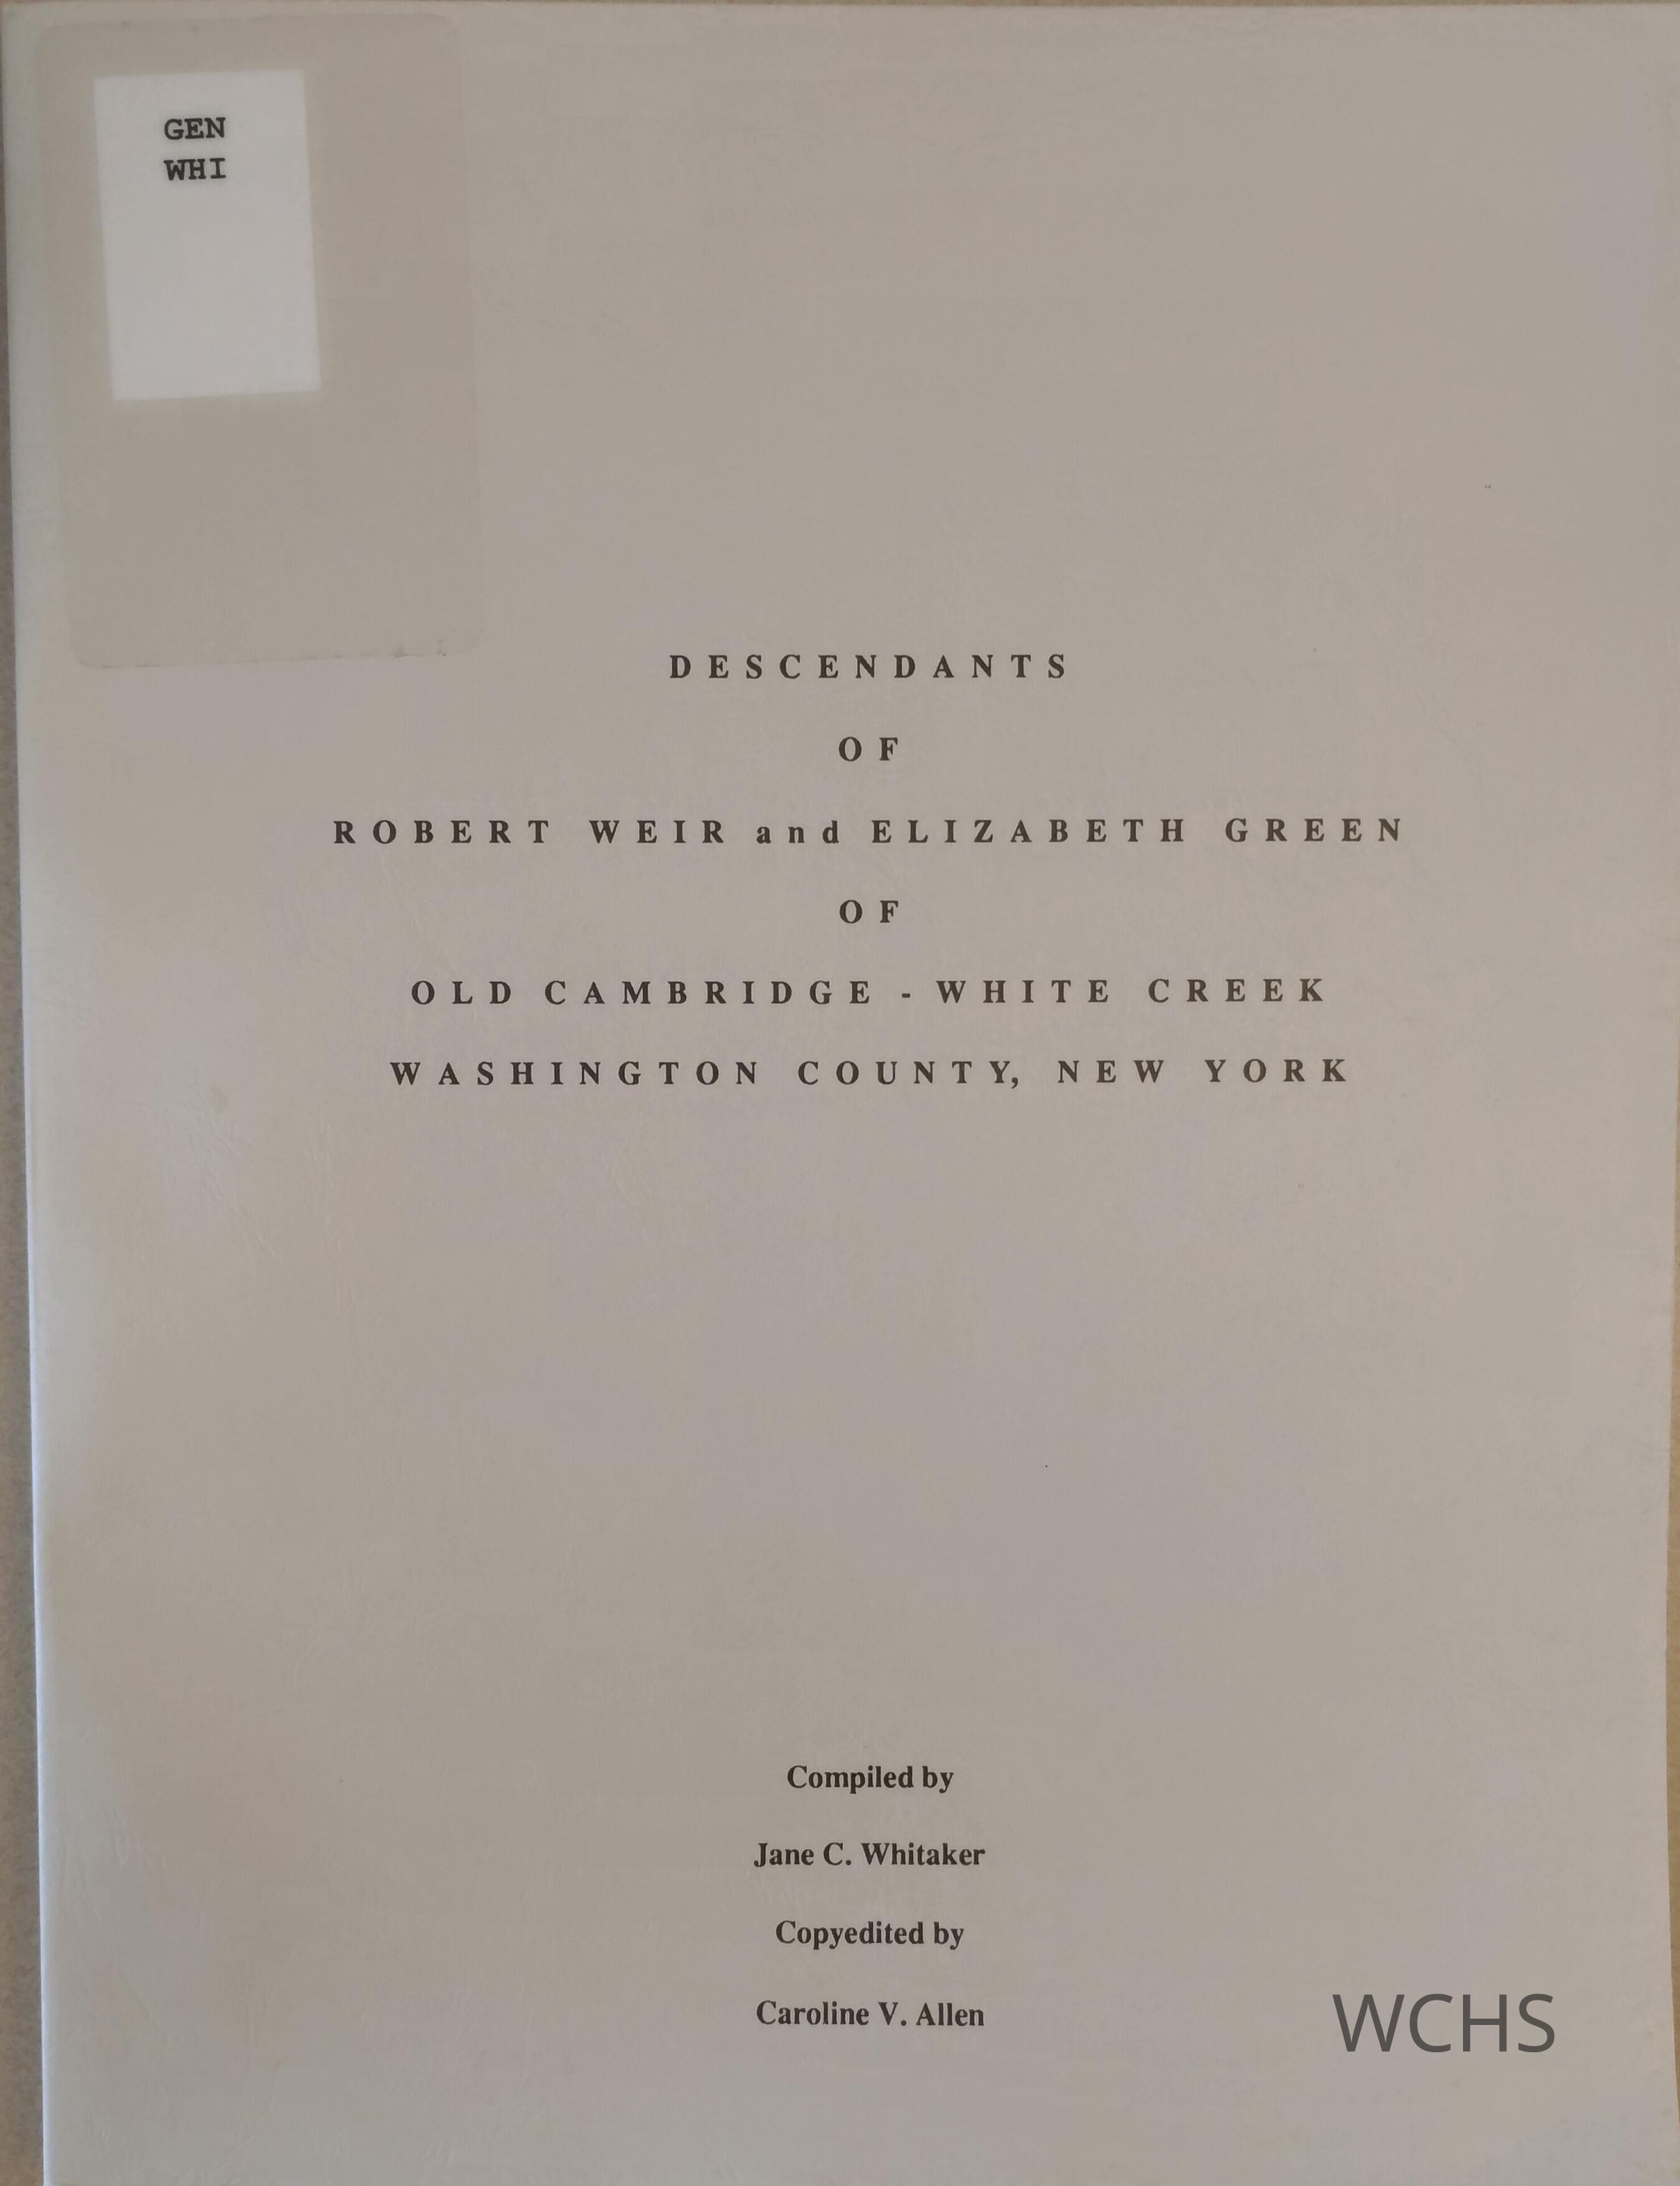 GEN
WHI
DESCENDANTS
OF
ROBERT WEIR and ELIZABETH GREEN
OF
OLD CAMBRIDGE - WHITE CREEK
WASHINGTON COUNTY, NEW YORK
Compiled by
Jane C. Whitaker
Copyedited by
Caroline V. Allen
WCHS